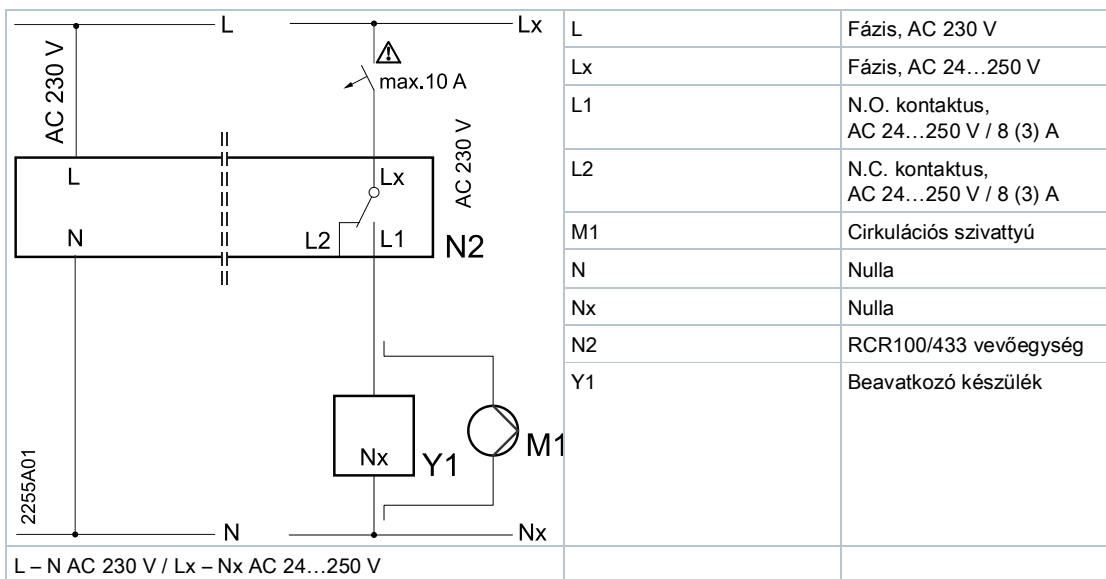 L
Lx
AC 230 V
max.10 A
AC 230 V
L
Lx
N
L2
L1
N2
Nx
Y1
M1
2255A01
N
Nx
L – N AC 230 V / Lx – Nx AC 24…250 V
L Fázis, AC 230 V
Lx Fázis, AC 24…250 V
L1 N.O. kontaktus,
AC 24…250 V / 8 (3) A
L2 N.C. kontaktus,
AC 24…250 V / 8 (3) A
M1 Cirkulációs szivattyú
N Nulla
Nx Nulla
N2 RCR100/433 vevőegység
Y1 Beavatkozó készülék